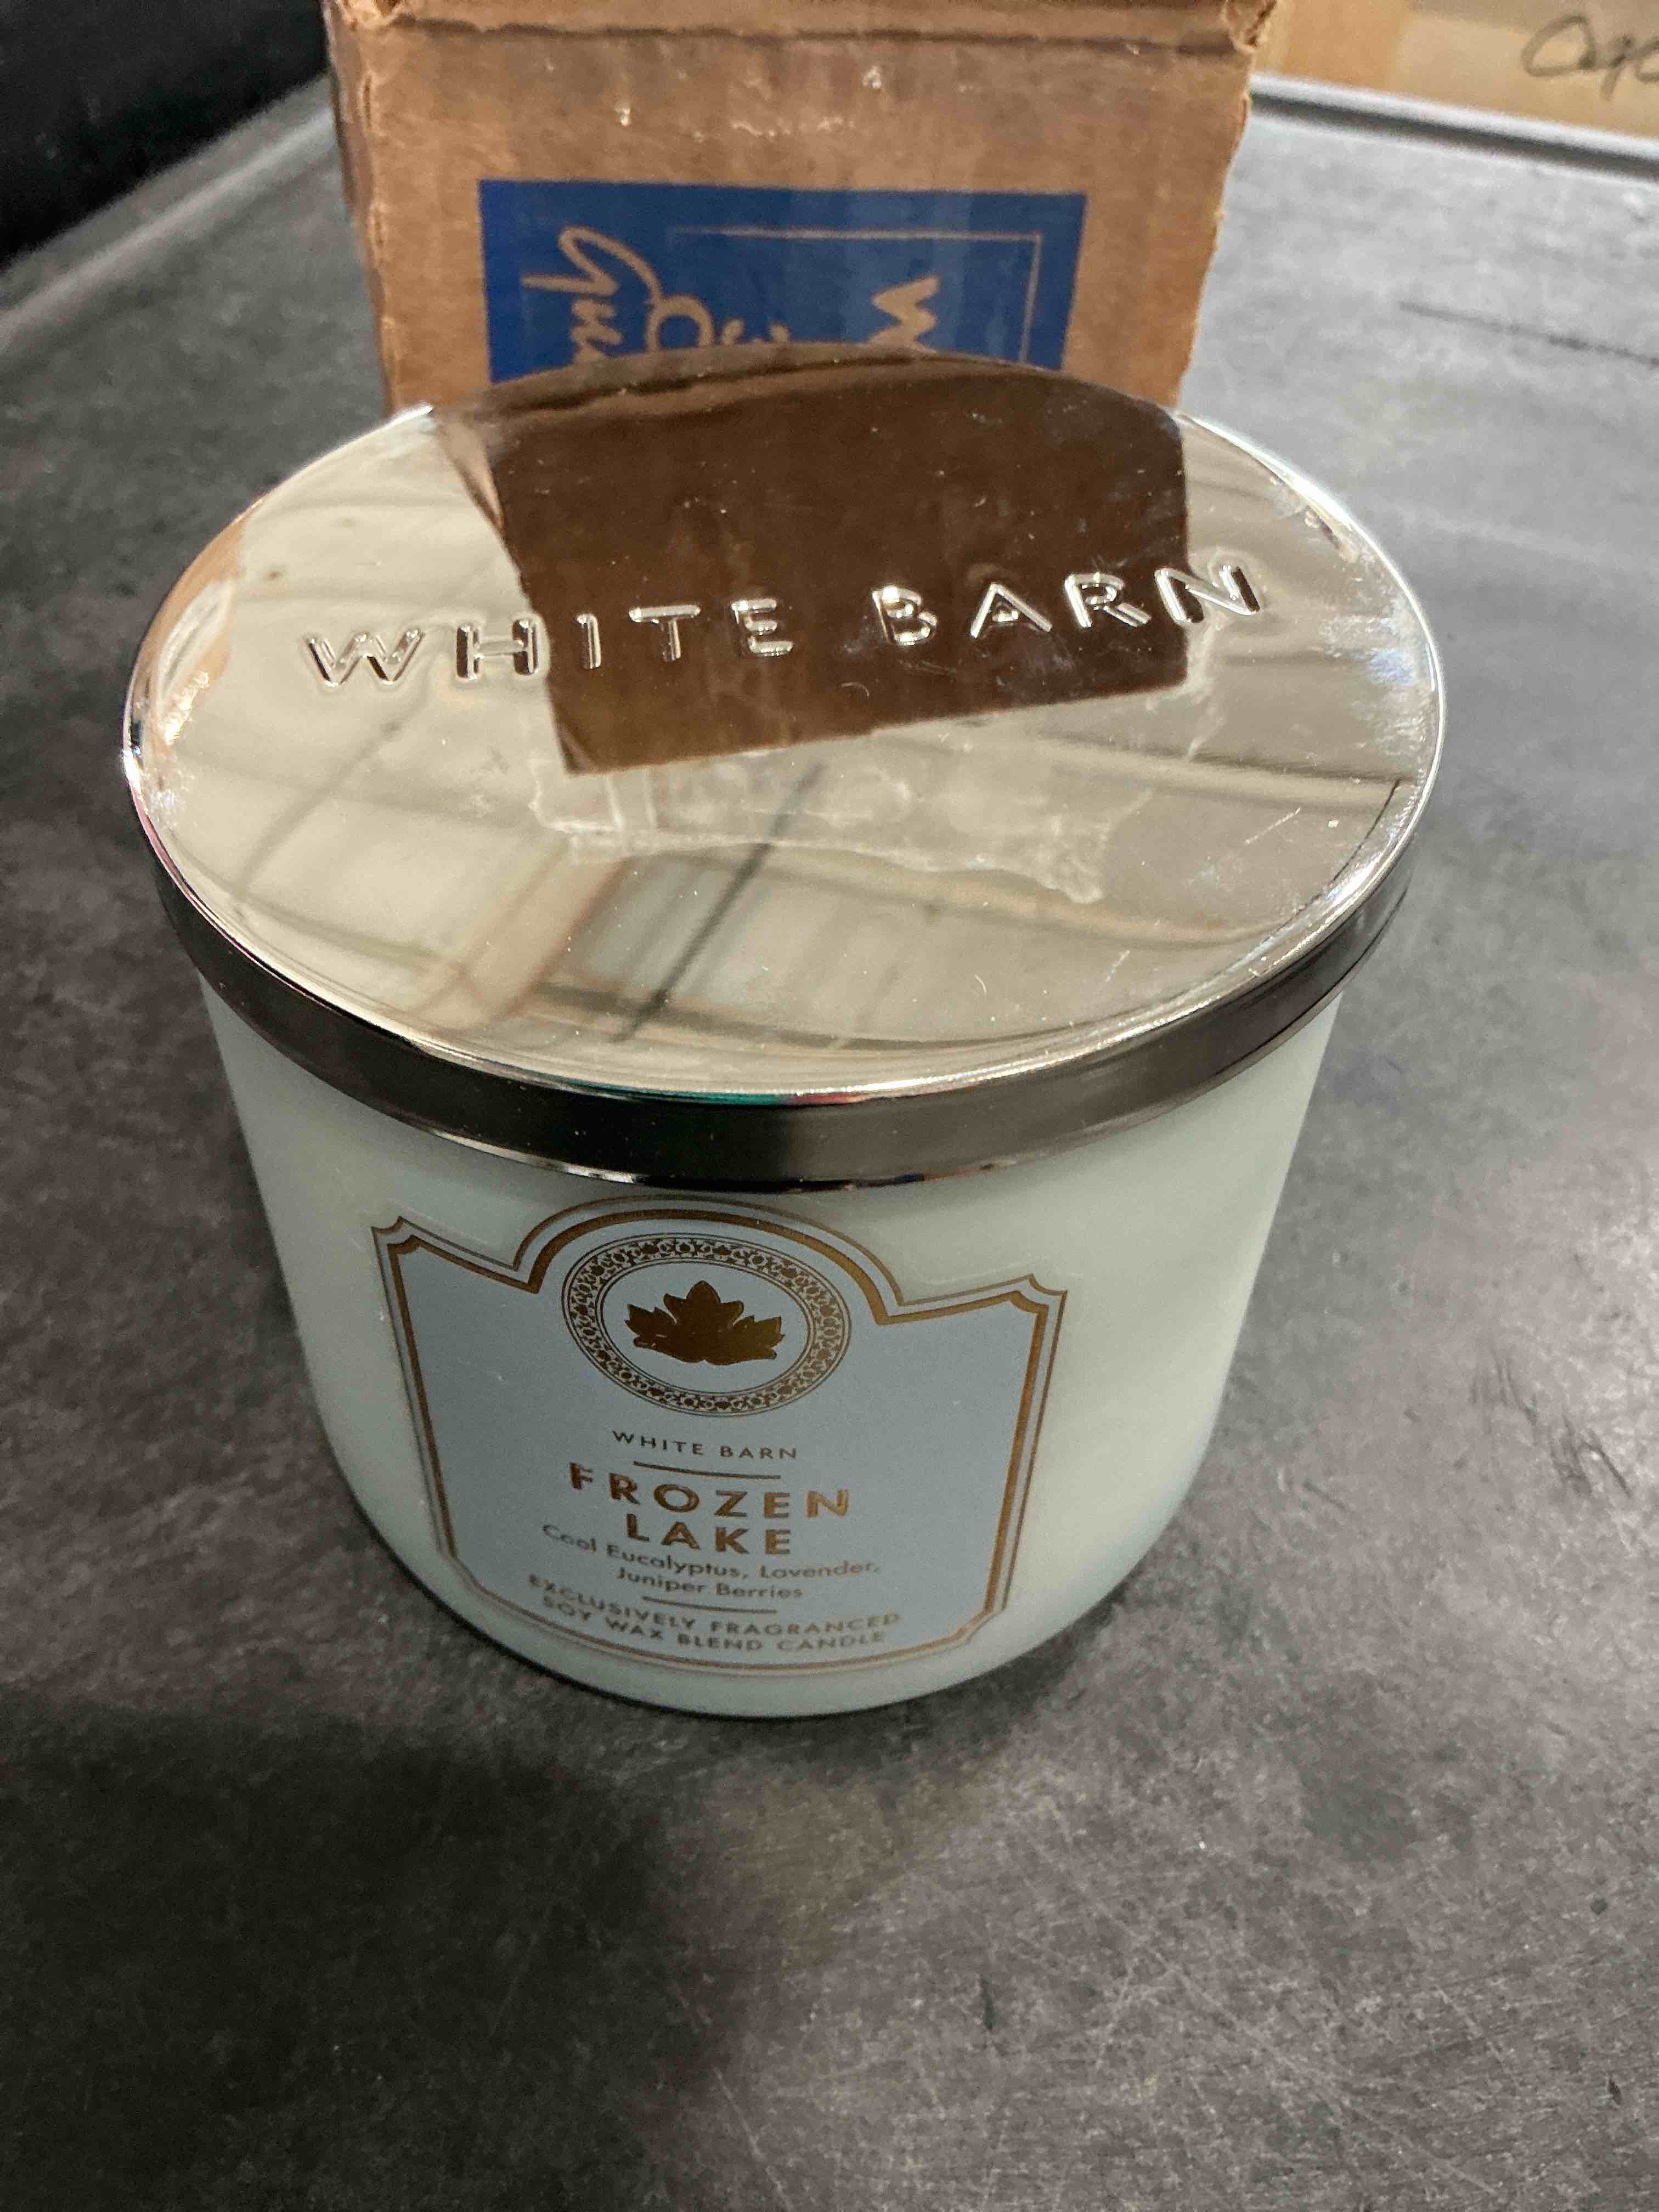 WHITE BARN
WHITE BARN
FROZEN
LAKE
Cool Eucalyptus, Lavender,
Juniper Berries
EXCLUSIVELY FRAGRANCED
SOY WAX BLEND CANDLE